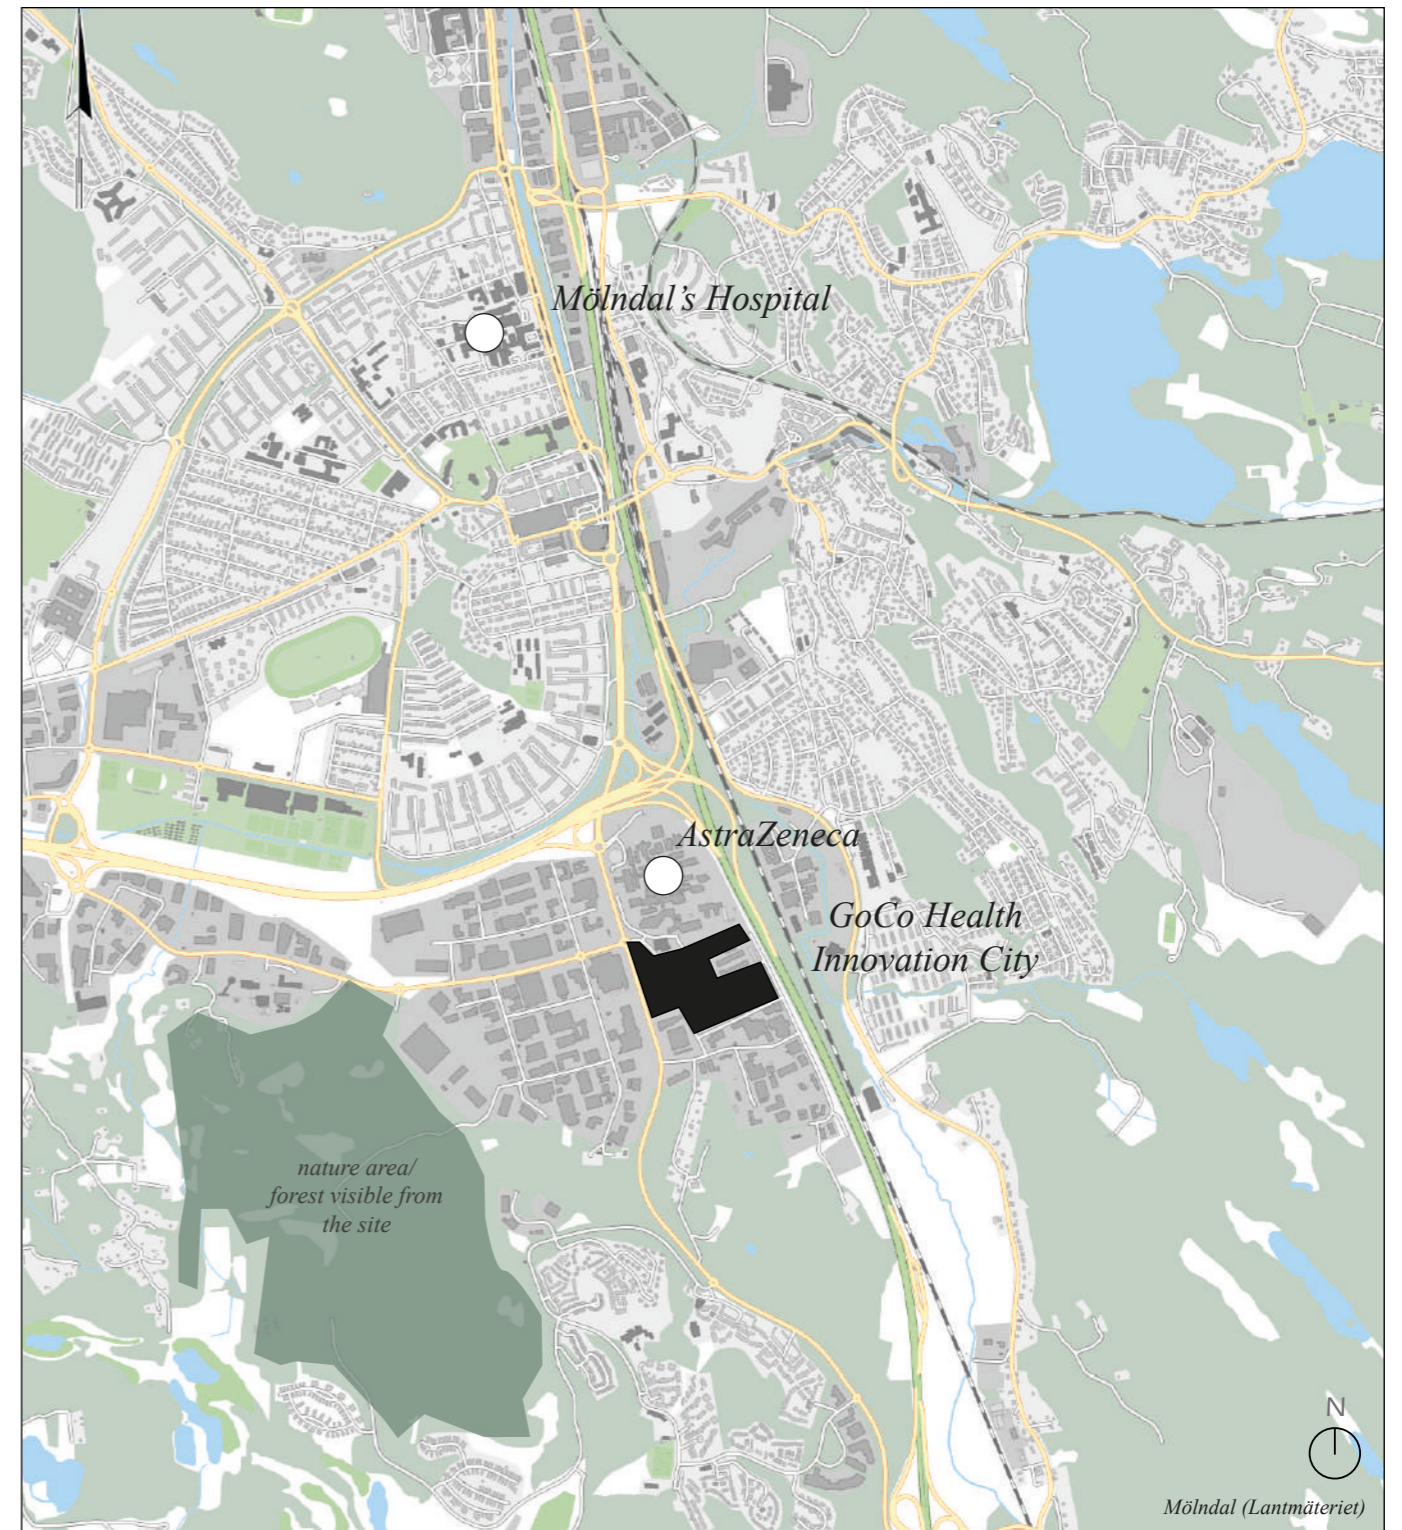 Mölndal’s Hospital
AstraZeneca
GoCo Health
Innovation City
nature area/
forest visible from
the site
N
Mölndal (Lantmäteriet)